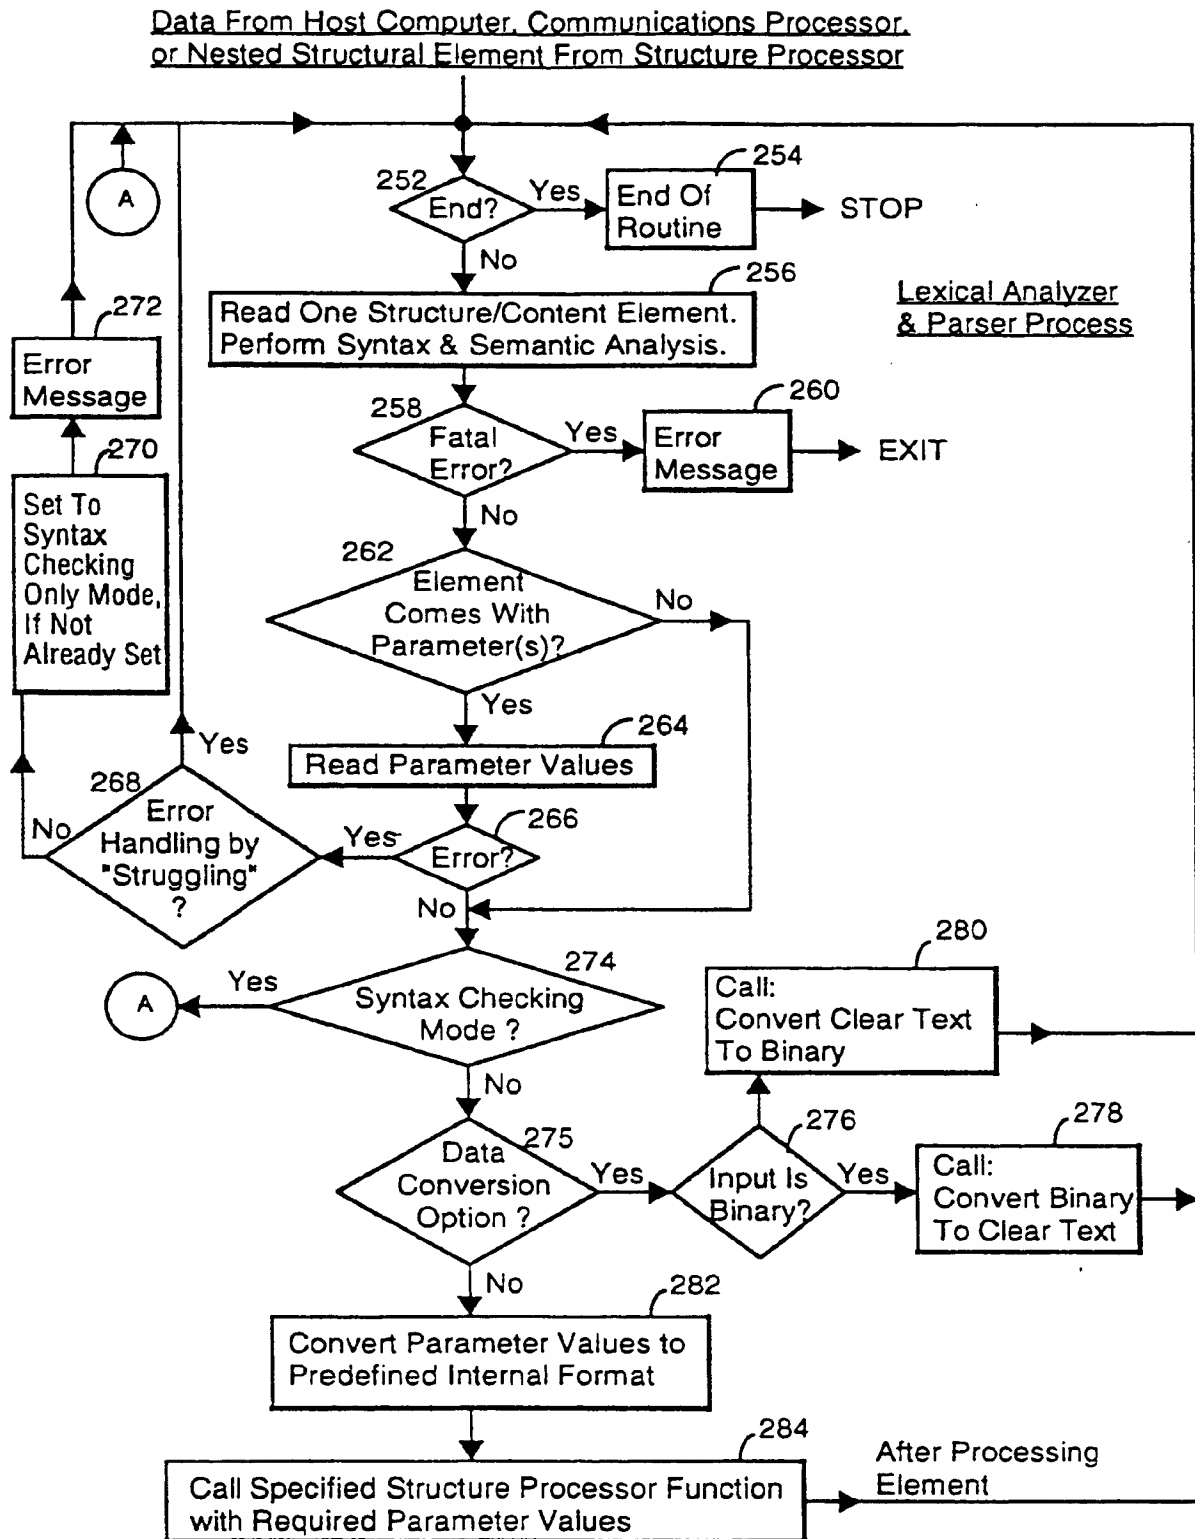 Data From Host Computer, Communications Processor,
or Nested Structural Element From Structure Processor
A
252
End?
Yes
254
End Of
Routine
STOP
No
256
Read One Structure/Content Element.
Perform Syntax & Semantic Analysis.
Lexical Analyzer
& Parser Process
272
Error
Message
258
Fatal
Error?
Yes
260
Error
Message
EXIT
No
270
Set To
Syntax
Checking
Only Mode,
If Not
Already Set
262
Element
Comes With
Parameter(s)?
No
Yes
264
Read Parameter Values
266
Error?
Yes
268
Error
Handling by
"Struggling"
?
Yes
No
No
274
Syntax Checking
Mode ?
Yes
A
No
280
Call:
Convert Clear Text
To Binary
275
Data
Conversion
Option ?
Yes
276
Input Is
Binary?
Yes
278
Call:
Convert Binary
To Clear Text
No
282
Convert Parameter Values to
Predefined Internal Format
284
Call Specified Structure Processor Function
with Required Parameter Values
After Processing
Element